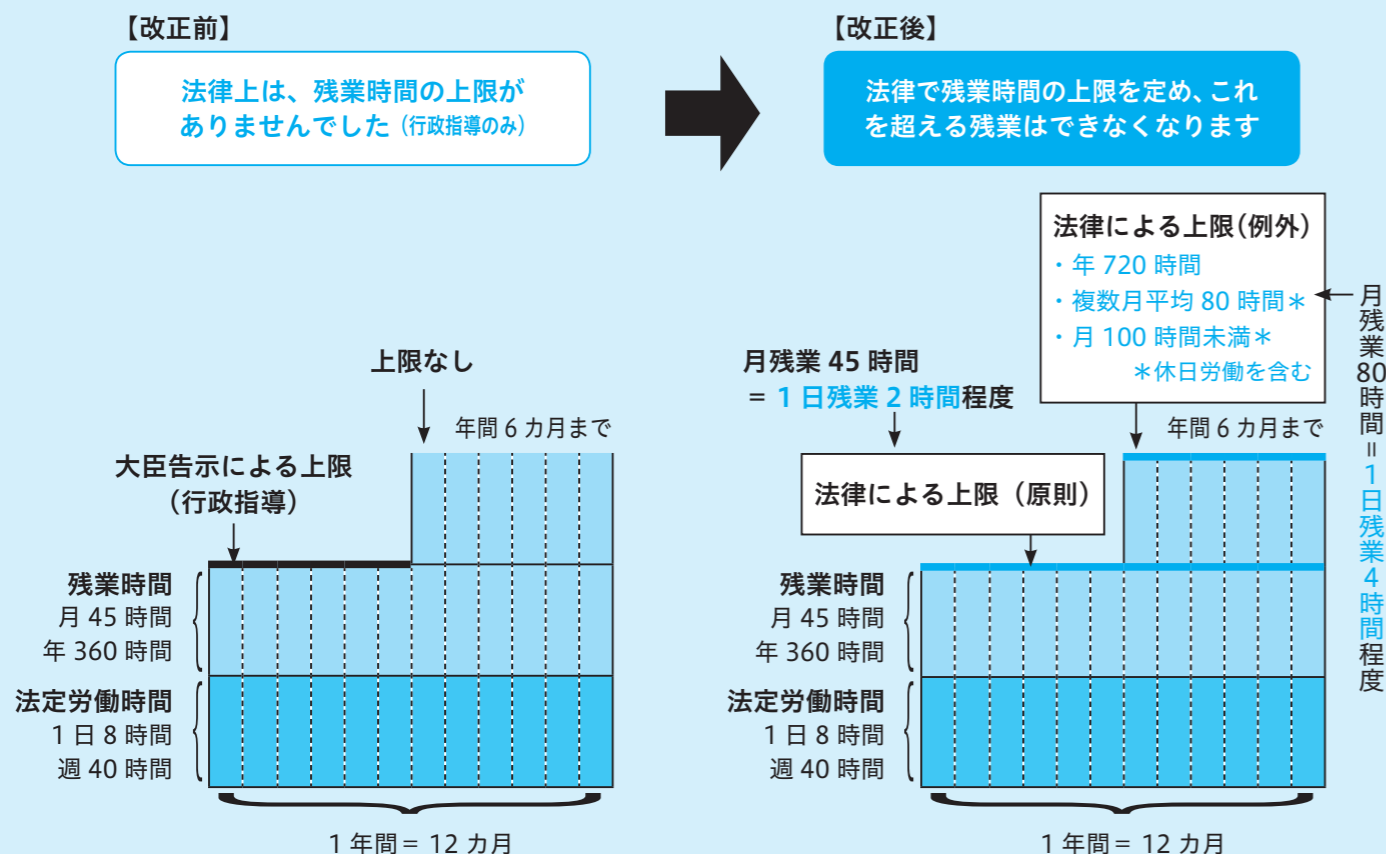 【改正前】
法律上は、残業時間の上限が
ありませんでした（行政指導のみ）
上限なし
年間 6 カ月まで
大臣告示による上限
（行政指導）
残業時間
月 45 時間
年 360 時間
法定労働時間
1 日 8 時間
週 40 時間
1 年間＝ 12 カ月
【改正後】
法律で残業時間の上限を定め、これ
を超える残業はできなくなります
法律による上限（例外）
・年 720 時間
・複数月平均 80 時間＊
・月 100 時間未満＊
＊休日労働を含む
月残業80時間＝1日残業4時間程度
月残業 45 時間
＝ 1 日残業 2 時間程度
年間 6 カ月まで
法律による上限（原則）
残業時間
月 45 時間
年 360 時間
法定労働時間
1 日 8 時間
週 40 時間
1 年間＝ 12 カ月